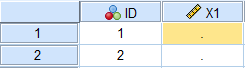 ID X1
1 1 .
2 2 .